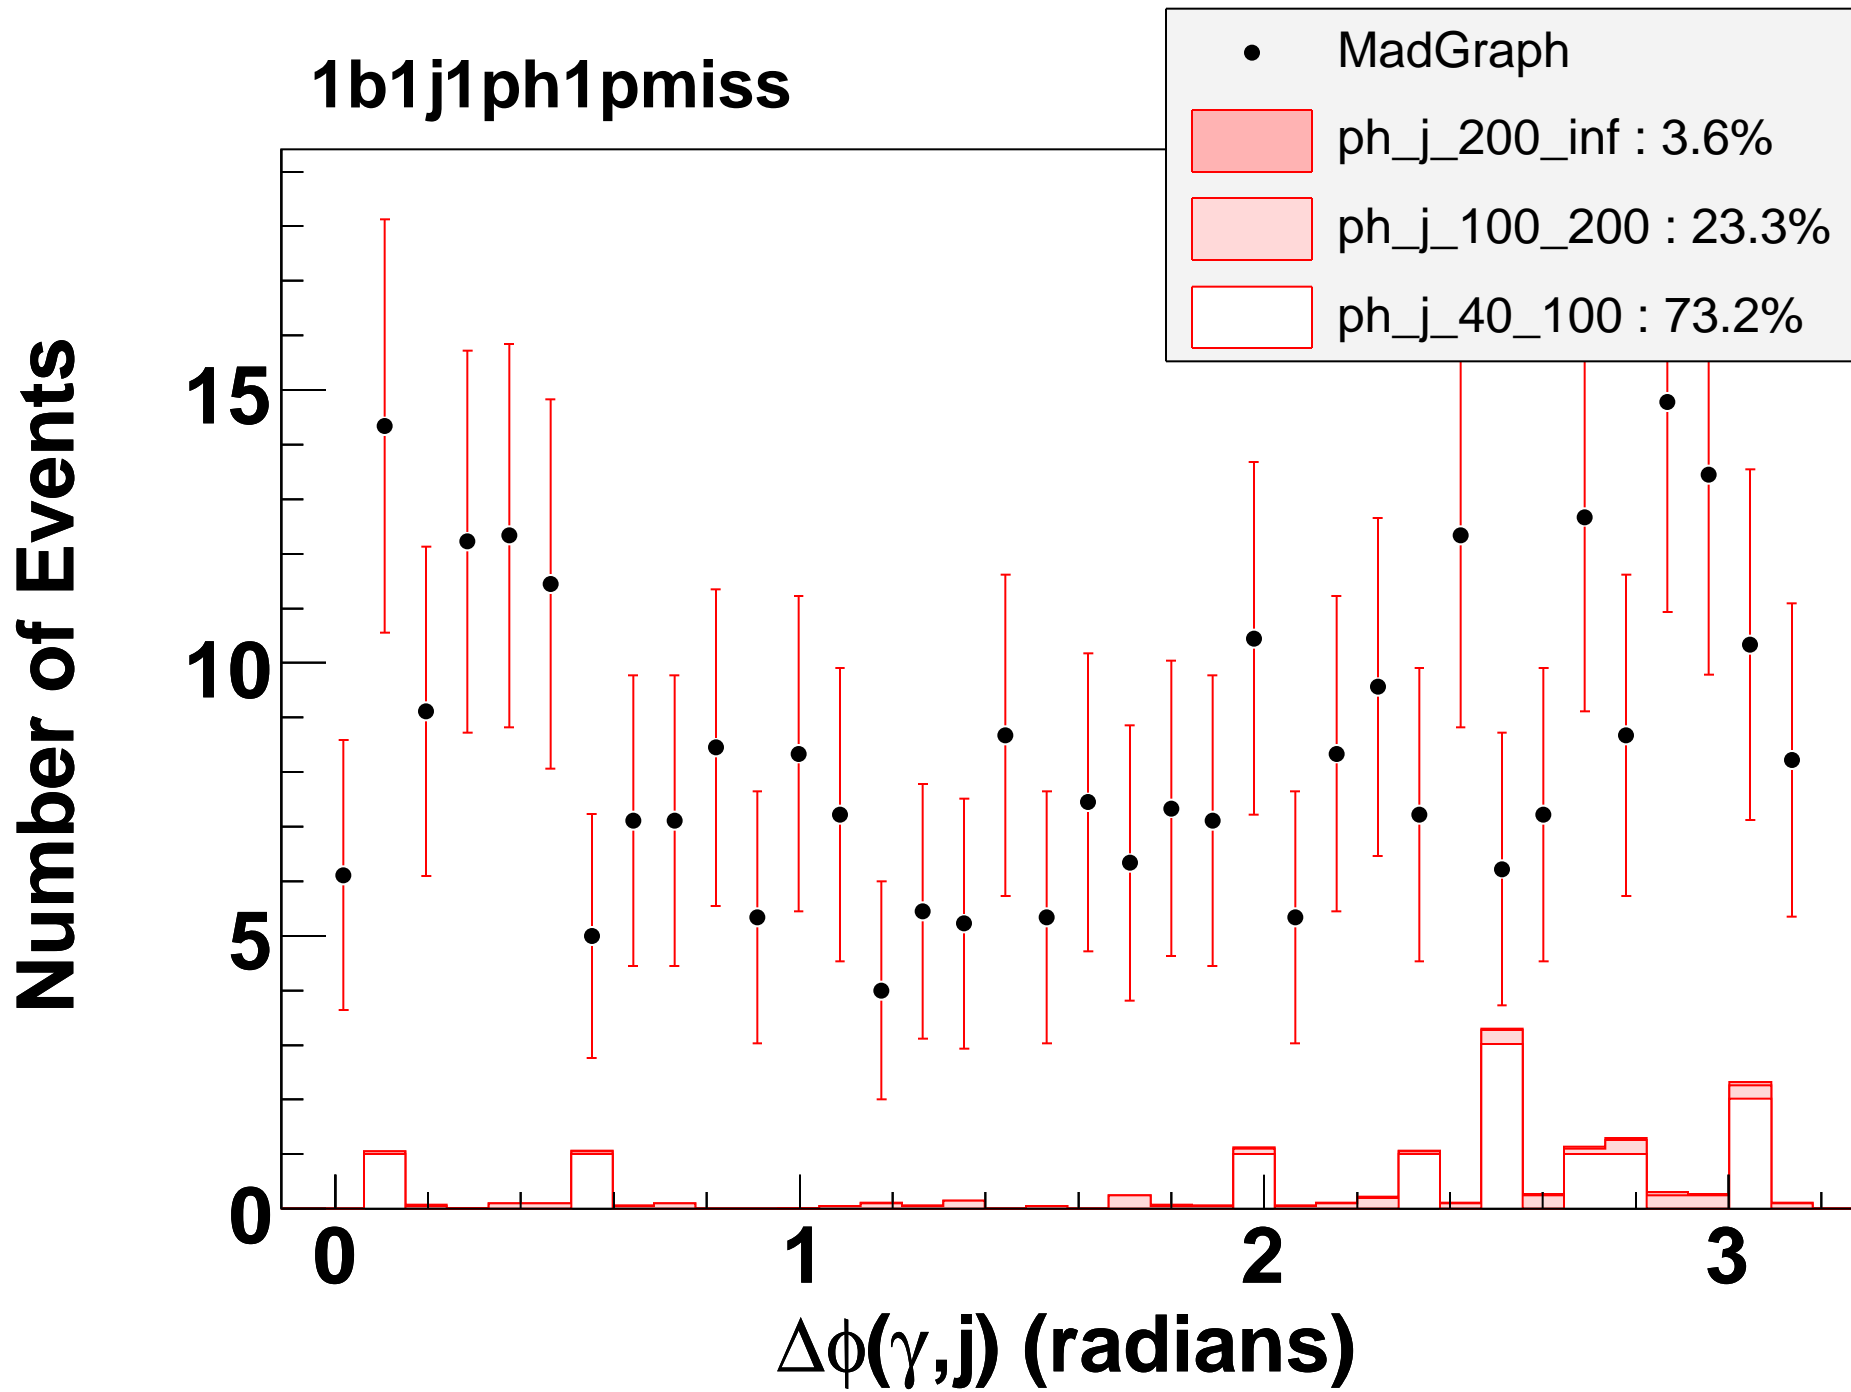 1b1j1ph1pmiss
MadGraph
ph_j_200_inf : 3.6%
ph_j_100_200 : 23.3%
ph_j_40_100 : 73.2%
Number of Events
15
10
5
0
0 1 2 3
Δϕ(γ,j) (radians)